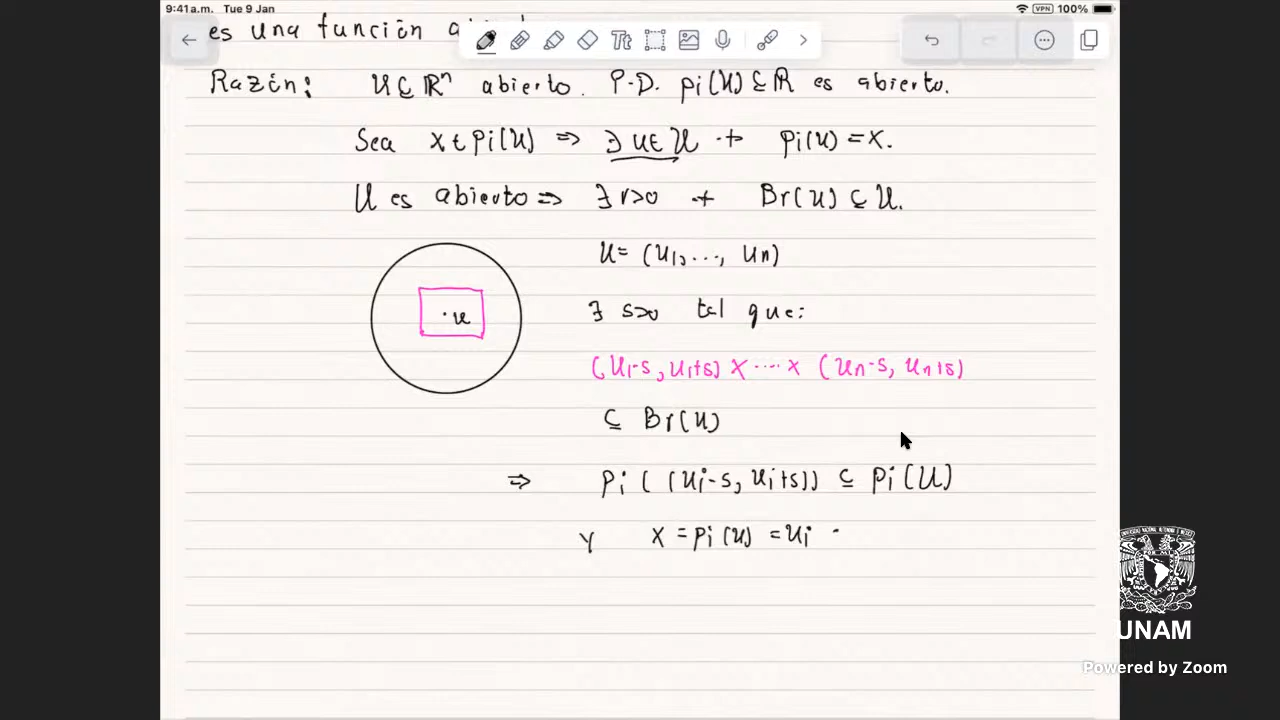 9:41 a.m. Tue 9 Jan
VPN 100%
es una función
Razón: U⊆ℝⁿ abierto. P.D. pi(U)⊆ℝ es abierto.
Sea x∈pi(U) ⇒ ∃ u∈U + pi(u)=x.
U es abierto ⇒ ∃ r>0 + Br(u)⊆U.
u=(u1,..., un)
∃ s>0 tal que:
·u
(u1-s, u1+s) x ···· x (un-s, un+s)
⊆ Br(u)
⇒ pi((ui-s, ui+s)) ⊆ pi(U)
y x = pi(u) = ui
UNAM
Powered by Zoom